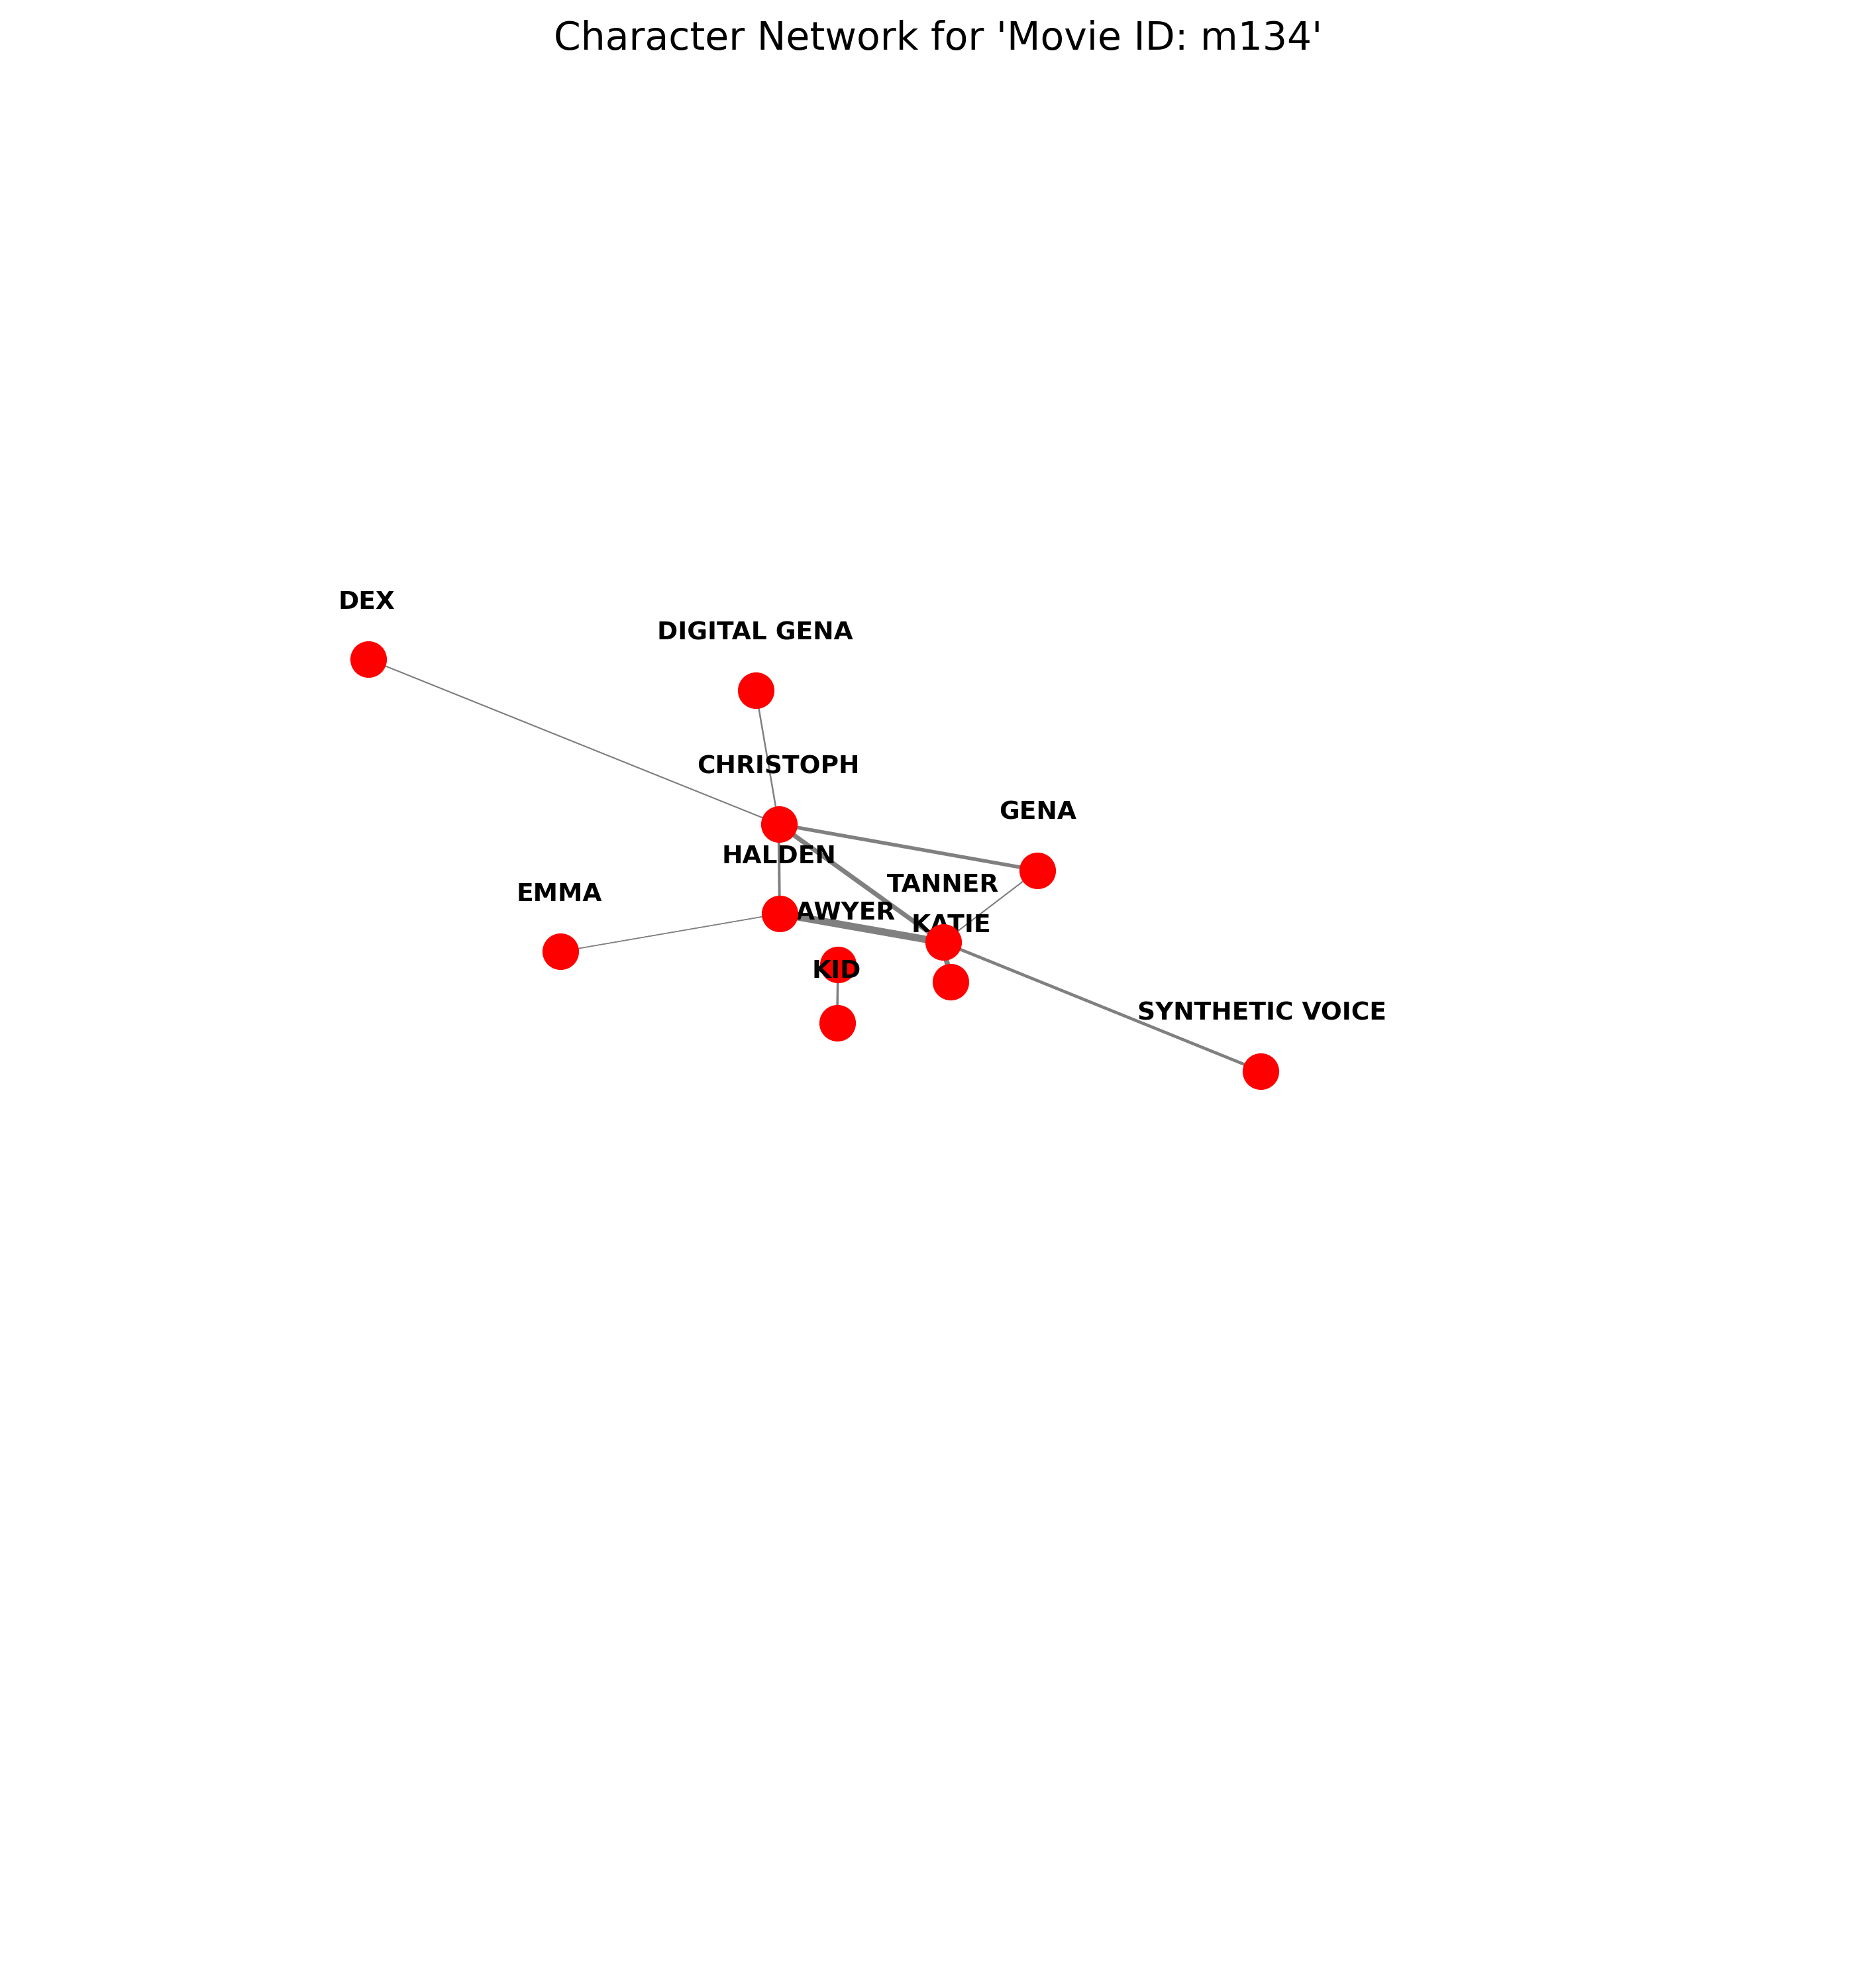 Character Network for 'Movie ID: m134'
DEX
DIGITAL GENA
CHRISTOPH
GENA
HALDEN
TANNER
EMMA
AWYER
KATIE
KID
SYNTHETIC VOICE